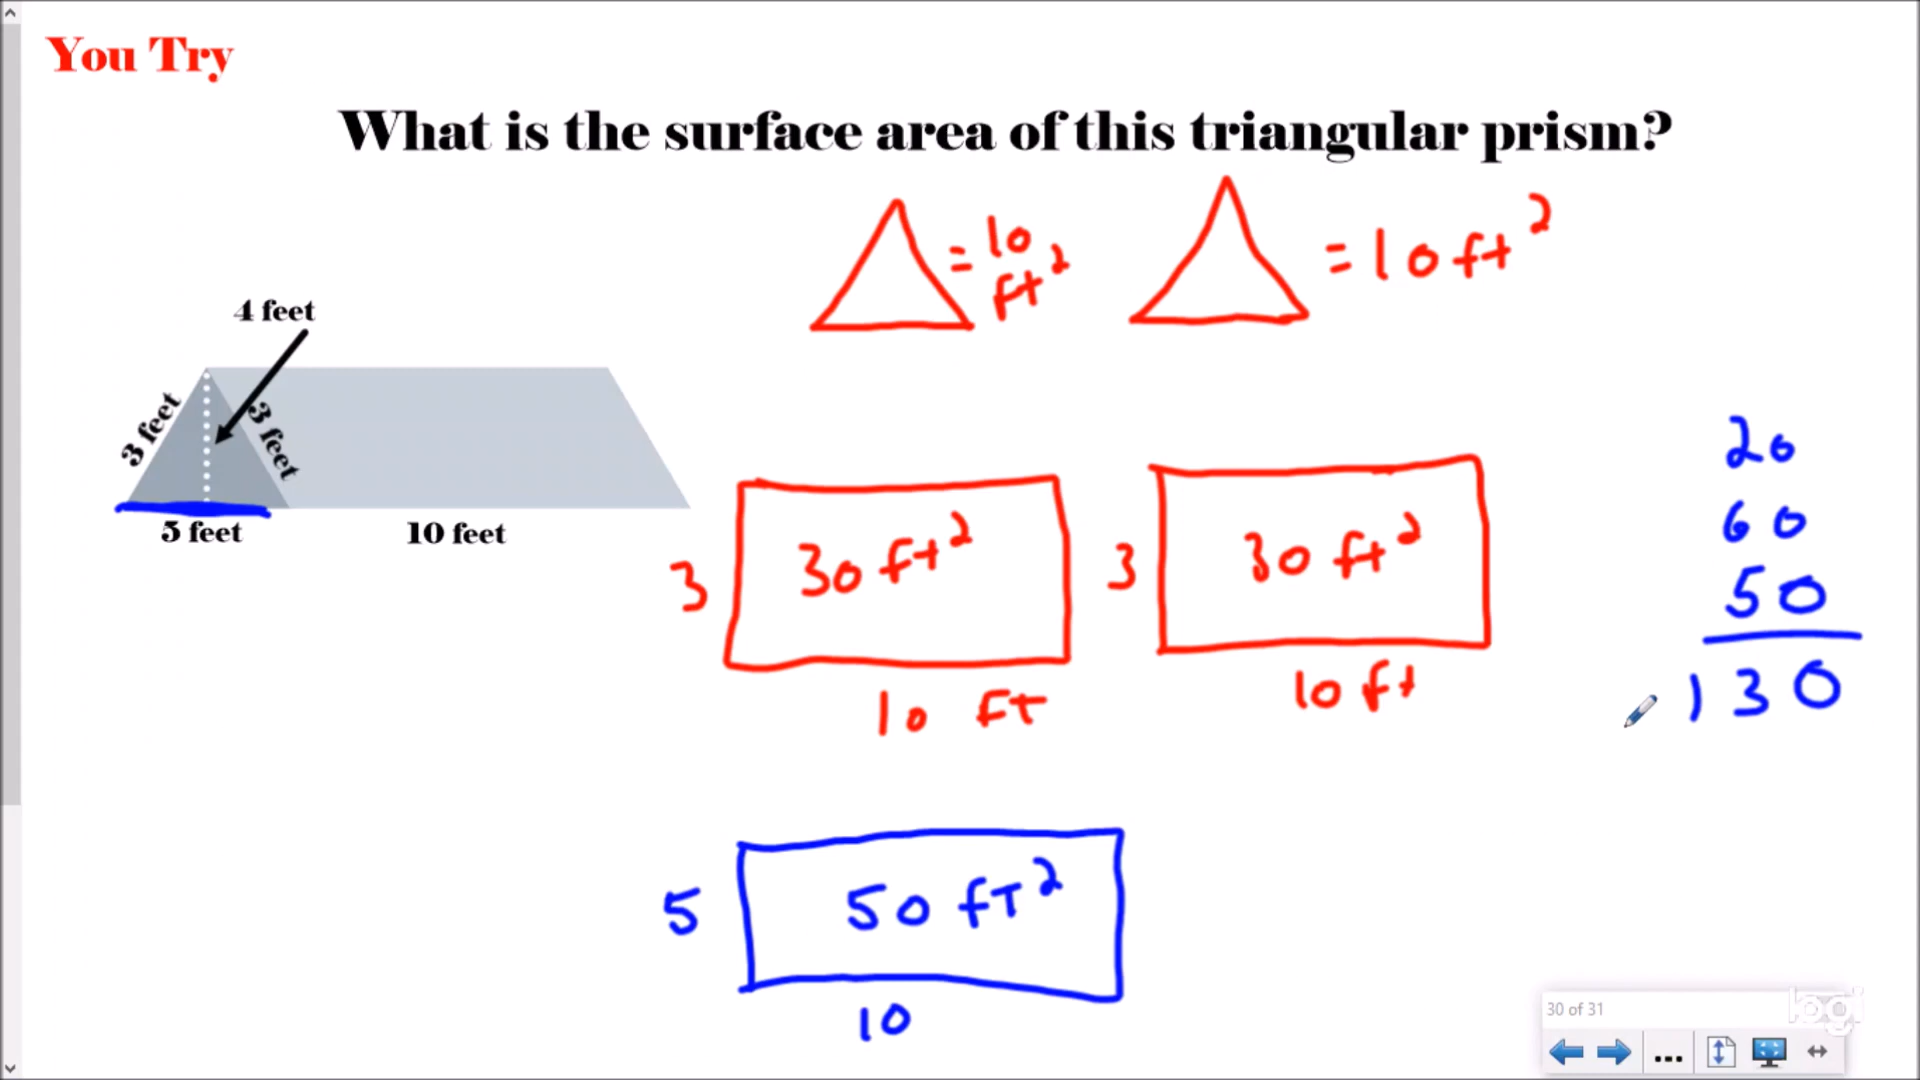 You Try
What is the surface area of this triangular prism?
= 10
ft²
= 10 ft²
4 feet
3 feet
3 feet
5 feet
10 feet
3
30 ft²
10 FT
3
30 ft²
10 ft
20
60
50
130
5
50 fT²
10
30 of 31
logi
...